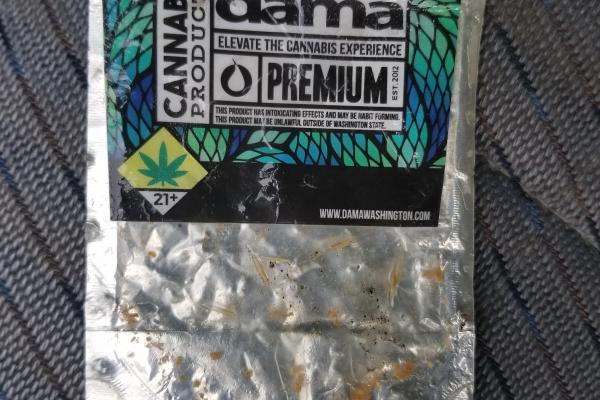 CANNABIS
PRODUCT
dama
ELEVATE THE CANNABIS EXPERIENCE
PREMIUM
EST. 2012
THIS PRODUCT HAS INTOXICATING EFFECTS AND MAY BE HABIT FORMING.
THIS PRODUCT MAY BE UNLAWFUL OUTSIDE OF WASHINGTON STATE.
21+
WWW.DAMAWASHINGTON.COM